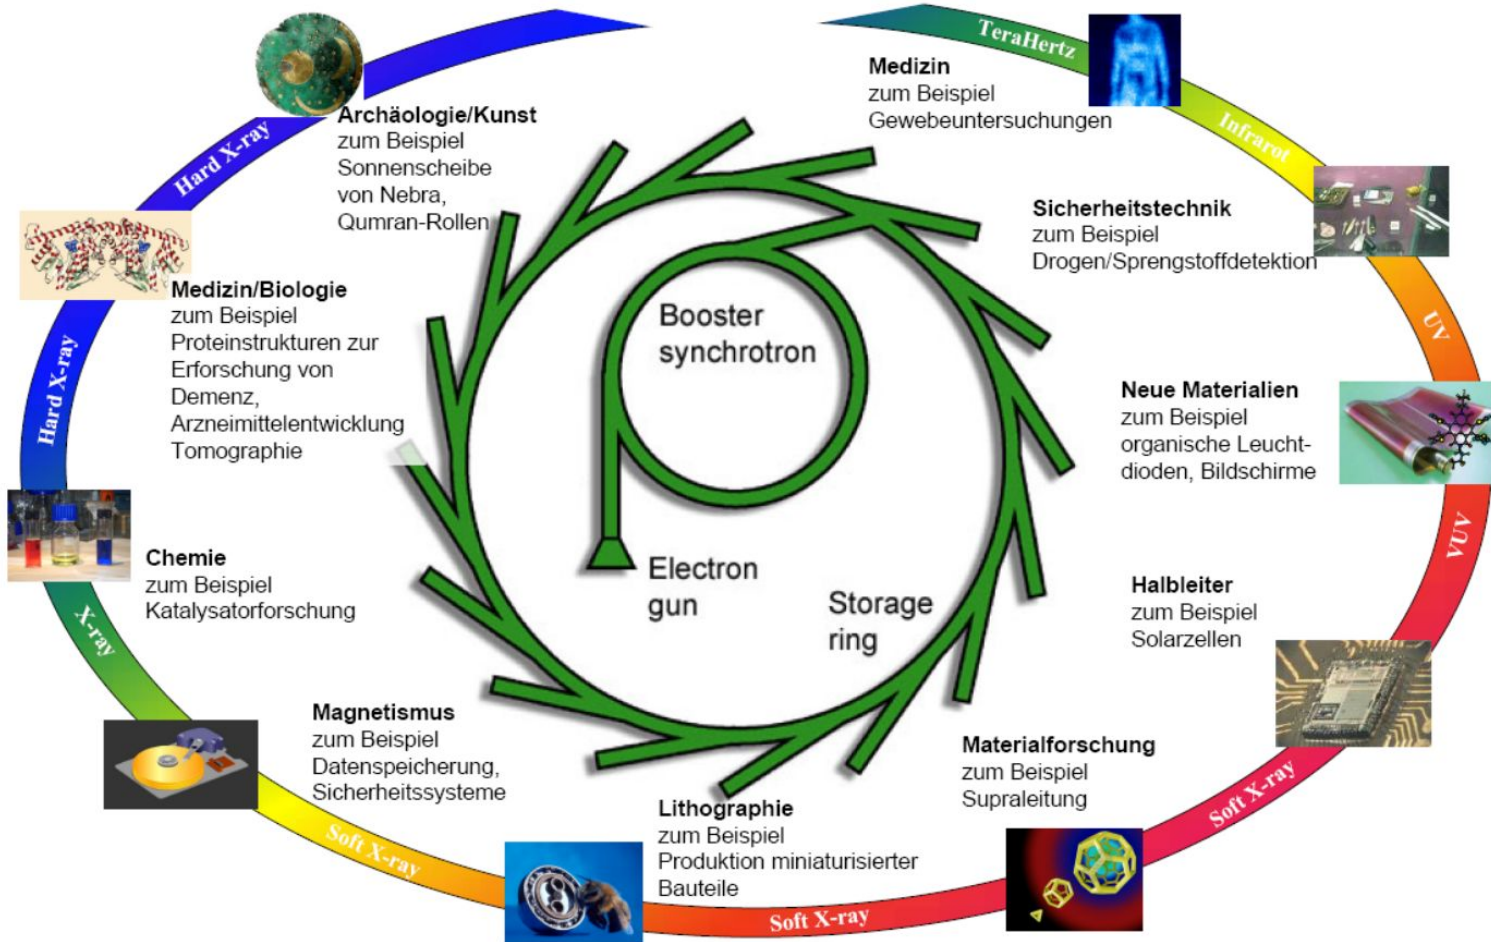 TeraHertz
Medizin
zum Beispiel
Gewebeuntersuchungen
Infrarot
Sicherheitstechnik
zum Beispiel
Drogen/Sprengstoffdetektion
UV
Neue Materialien
zum Beispiel
organische Leucht-
dioden, Bildschirme
VUV
Halbleiter
zum Beispiel
Solarzellen
Soft X-ray
Materialforschung
zum Beispiel
Supraleitung
Soft X-ray
Lithographie
zum Beispiel
Produktion miniaturisierter
Bauteile
Soft X-ray
Magnetismus
zum Beispiel
Datenspeicherung,
Sicherheitssysteme
X-ray
Chemie
zum Beispiel
Katalysatorforschung
Hard X-ray
Medizin/Biologie
zum Beispiel
Proteinstrukturen zur
Erforschung von
Demenz,
Arzneimittelentwicklung
Tomographie
Hard X-ray
Archäologie/Kunst
zum Beispiel
Sonnenscheibe
von Nebra,
Qumran-Rollen
Booster
synchrotron
Electron
gun
Storage
ring